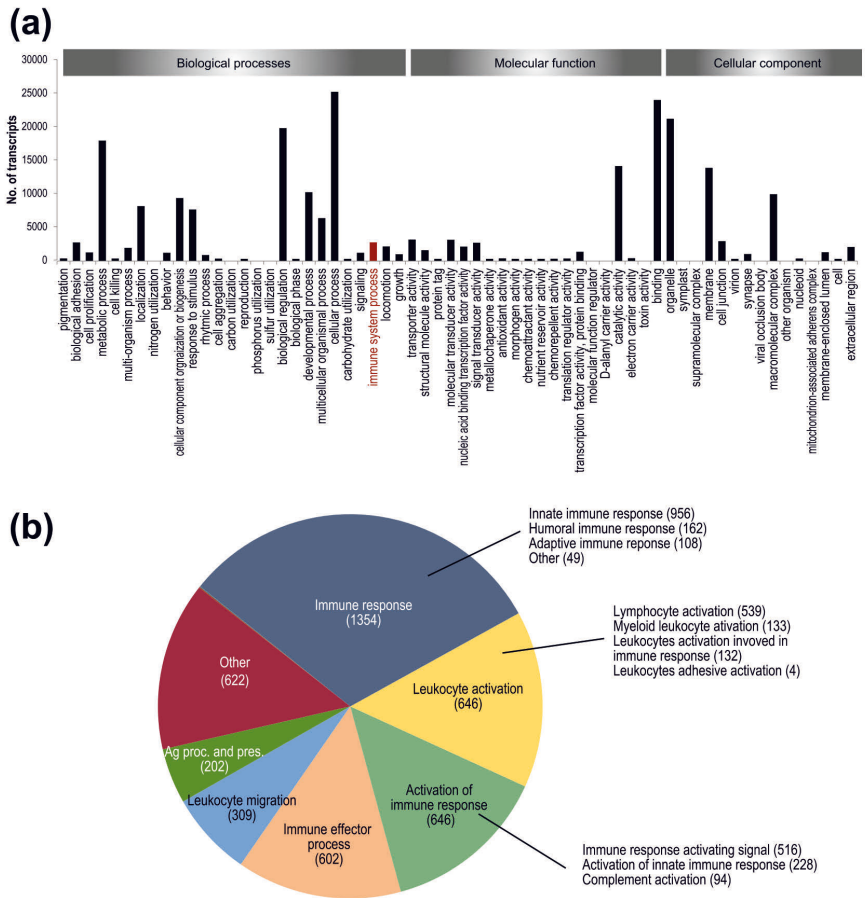 (a)
30000
25000
20000
15000
10000
5000
0
No. of transcripts
Biological processes
Molecular function
Cellular component
pigmentation
biological adhesion
cell prolification
metabolic process
cell killing
multi-organism process
localization
nitrogen utilization
behavior
cellular component orgnaization or biogenesis
response to stimulus
rhytmic process
cell aggregation
carbon utilization
reproduction
phosphorus utilization
sulfur utilization
biological regulation
biological phase
developmental process
multicellular organismal process
cellular process
carbohydrate utilization
signaling
immune system process
locomotion
growth
transporter activity
structural molecule activity
protein tag
molecular transducer activity
nucleic acid binding transcription factor activity
signal transducer activity
metallochaperone activity
antioxidant activity
morphogen activity
chemoattractant activity
nutrient reservoir activity
chemorepellent activity
translation regulator activity
transcription factor activity, protein binding
molecular function regulator
D-alanyl carrier activity
catalytic activity
electron carrier activity
toxin activity
binding
organelle
symplast
supramolecular complex
membrane
cell junction
virion
synapse
viral occlusion body
macromolecular complex
other organism
nucleoid
mitochondrion-associated adherens complex
membrane-enclosed lumen
cell
extracellular region
(b)
Innate immune response (956)
Humoral immune response (162)
Adaptive immune reponse (108)
Other (49)
Immune response
(1354)
Lymphocyte activation (539)
Myeloid leukocyte ativation (133)
Leukocytes activation invoved in
immune response (132)
Leukocytes adhesive activation (4)
Other
(622)
Leukocyte activation
(646)
Ag proc. and pres.
(202)
Leukocyte migration
(309)
Activation of
immune response
(646)
Immune effector
process
(602)
Immune response activating signal (516)
Activation of innate immune response (228)
Complement activation (94)